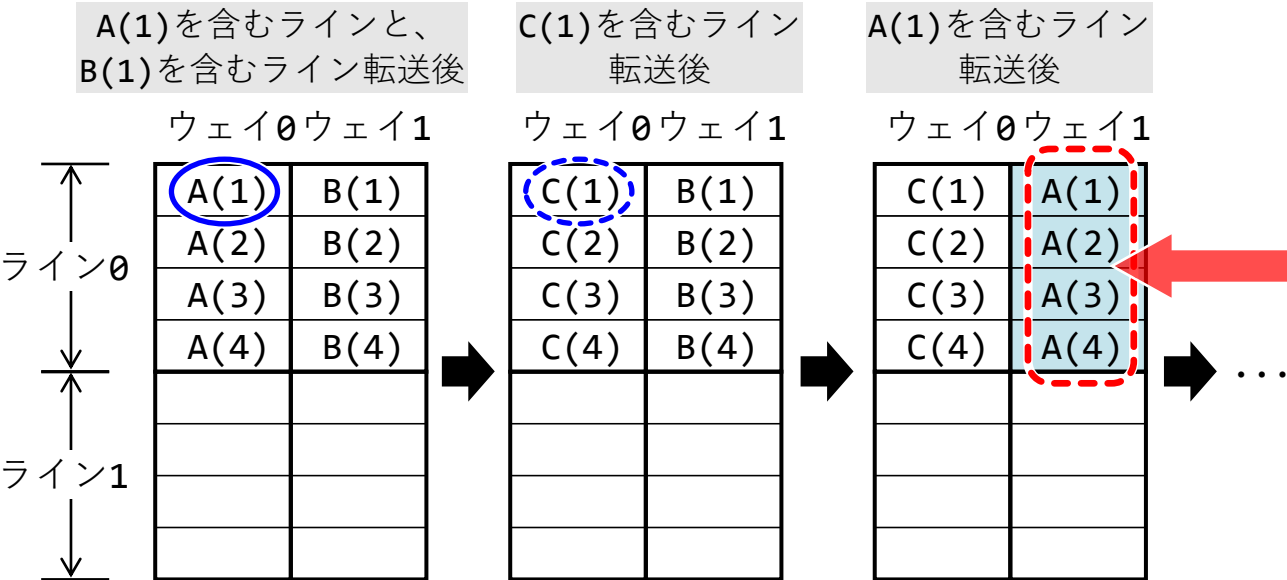 A(1)を含むラインと、
B(1)を含むライン転送後
C(1)を含むライン
転送後
A(1)を含むライン
転送後
ウェイ0 ウェイ1
ウェイ0 ウェイ1
ウェイ0 ウェイ1
ライン0
ライン1
A(1) B(1)
A(2) B(2)
A(3) B(3)
A(4) B(4)
C(1) B(1)
C(2) B(2)
C(3) B(3)
C(4) B(4)
C(1) A(1)
C(2) A(2)
C(3) A(3)
C(4) A(4)
...